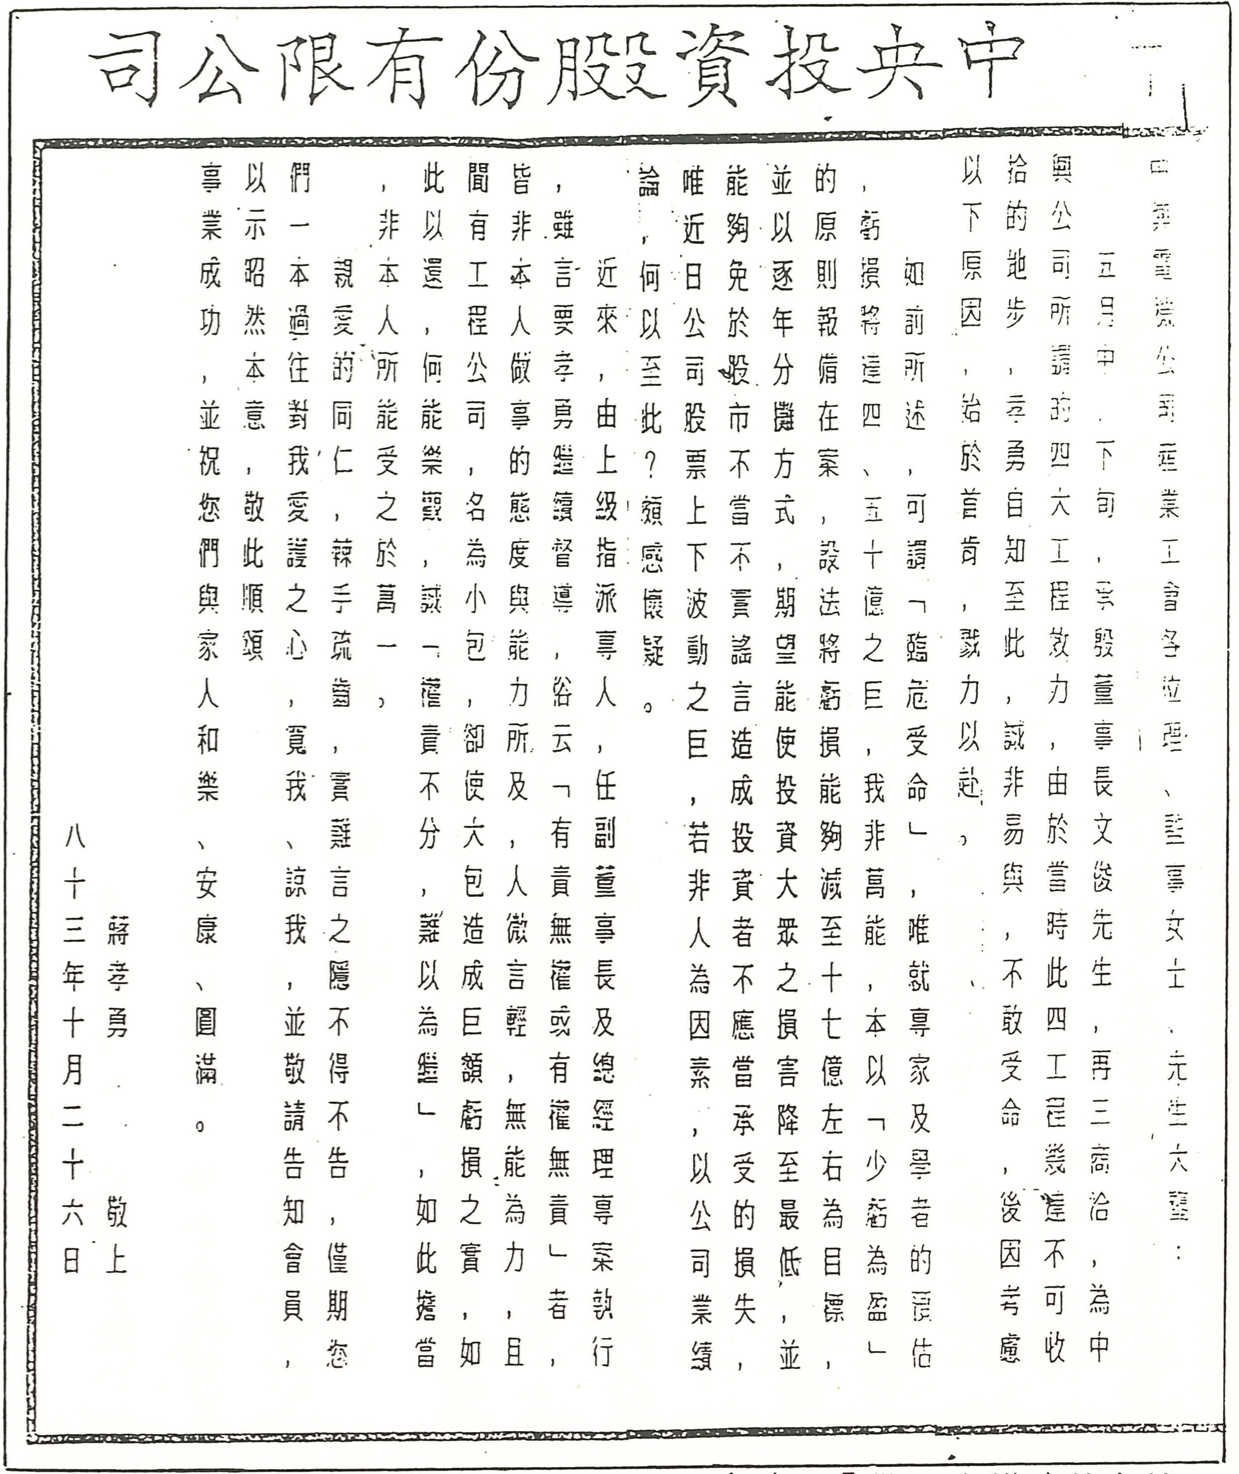 中央投資股份有限公司
中興電機公司產業工會各位理、監事女士、先生大鑒：
五月中、下旬，承殷董事長文俊先生，再三商洽，為中
興公司所議的四大工程效力，由於當時此四工程幾達不可收
拾的地步，孝勇自知至此，誠非易與，不敢受命，後因考慮
以下原因，始於首肯，戮力以赴。
如前所述，可謂「臨危受命」，唯就專家及學者的預估
，虧損將達四、五十億之巨，我非萬能，本以「少虧為盈」
的原則報備在案，設法將虧損能夠減至十七億左右為目標，
並以逐年分攤方式，期望能使投資大眾之損害降至最低，並
能夠免於股市不當不實謠言造成投資者不應當承受的損失，
唯近日公司股票上下波動之巨，若非人為因素，以公司業績
論，何以至此？頗感懷疑。
近來，由上級指派專人，任副董事長及總經理專案執行
，雖言要孝勇繼續督導，俗云「有責無權或有權無責」者，
皆非本人做事的態度與能力所及，人微言輕，無能為力，且
聞有工程公司，名為小包，卻使大包造成巨額虧損之實，如
此以還，何能樂觀，誠「權責不分，難以為繼」，如此擔當
，非本人所能受之於萬一。
親愛的同仁，辣手疏齒，實難言之隱不得不告，僅期您
們一本過往對我愛護之心，寬我、諒我，並敬請告知會員，
以示昭然本意，敬此順頌
事業成功，並祝您們與家人和樂、安康、圓滿。
蔣孝勇 敬上
八十三年十月二十六日